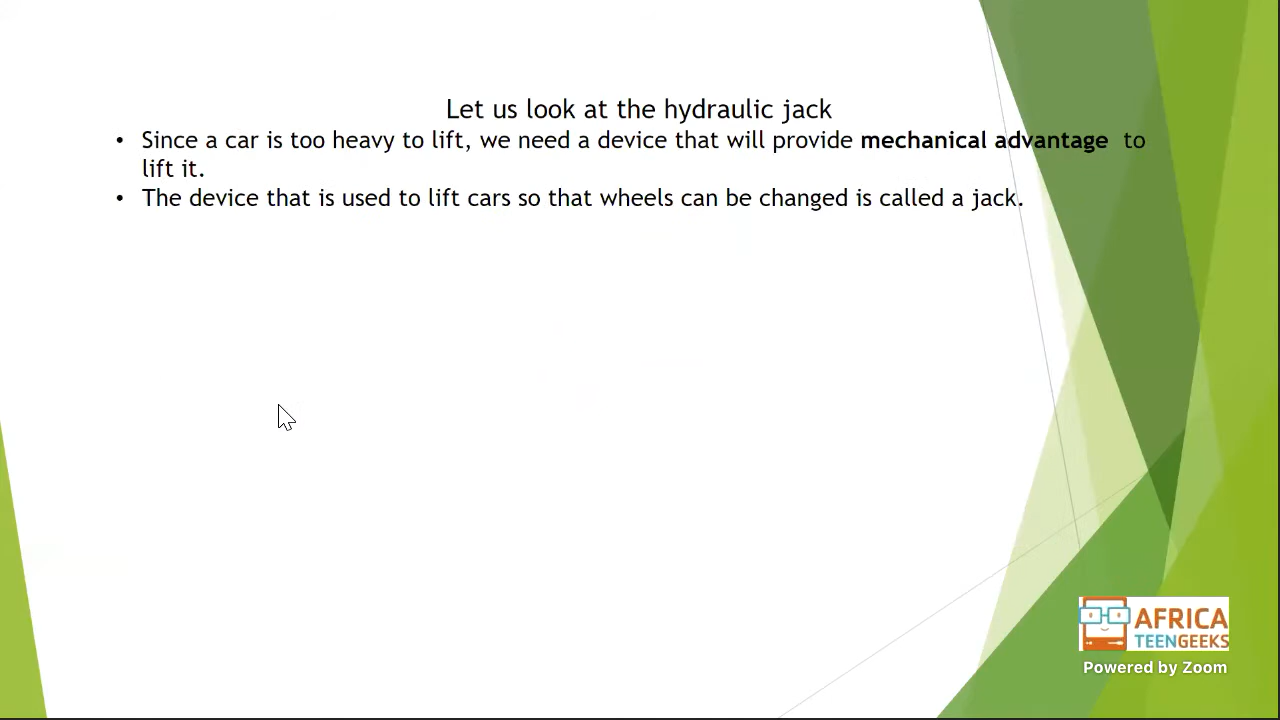 Let us look at the hydraulic jack
• Since a car is too heavy to lift, we need a device that will provide mechanical advantage to
lift it.
• The device that is used to lift cars so that wheels can be changed is called a jack.
AFRICA
TEENGEEKS
Powered by Zoom